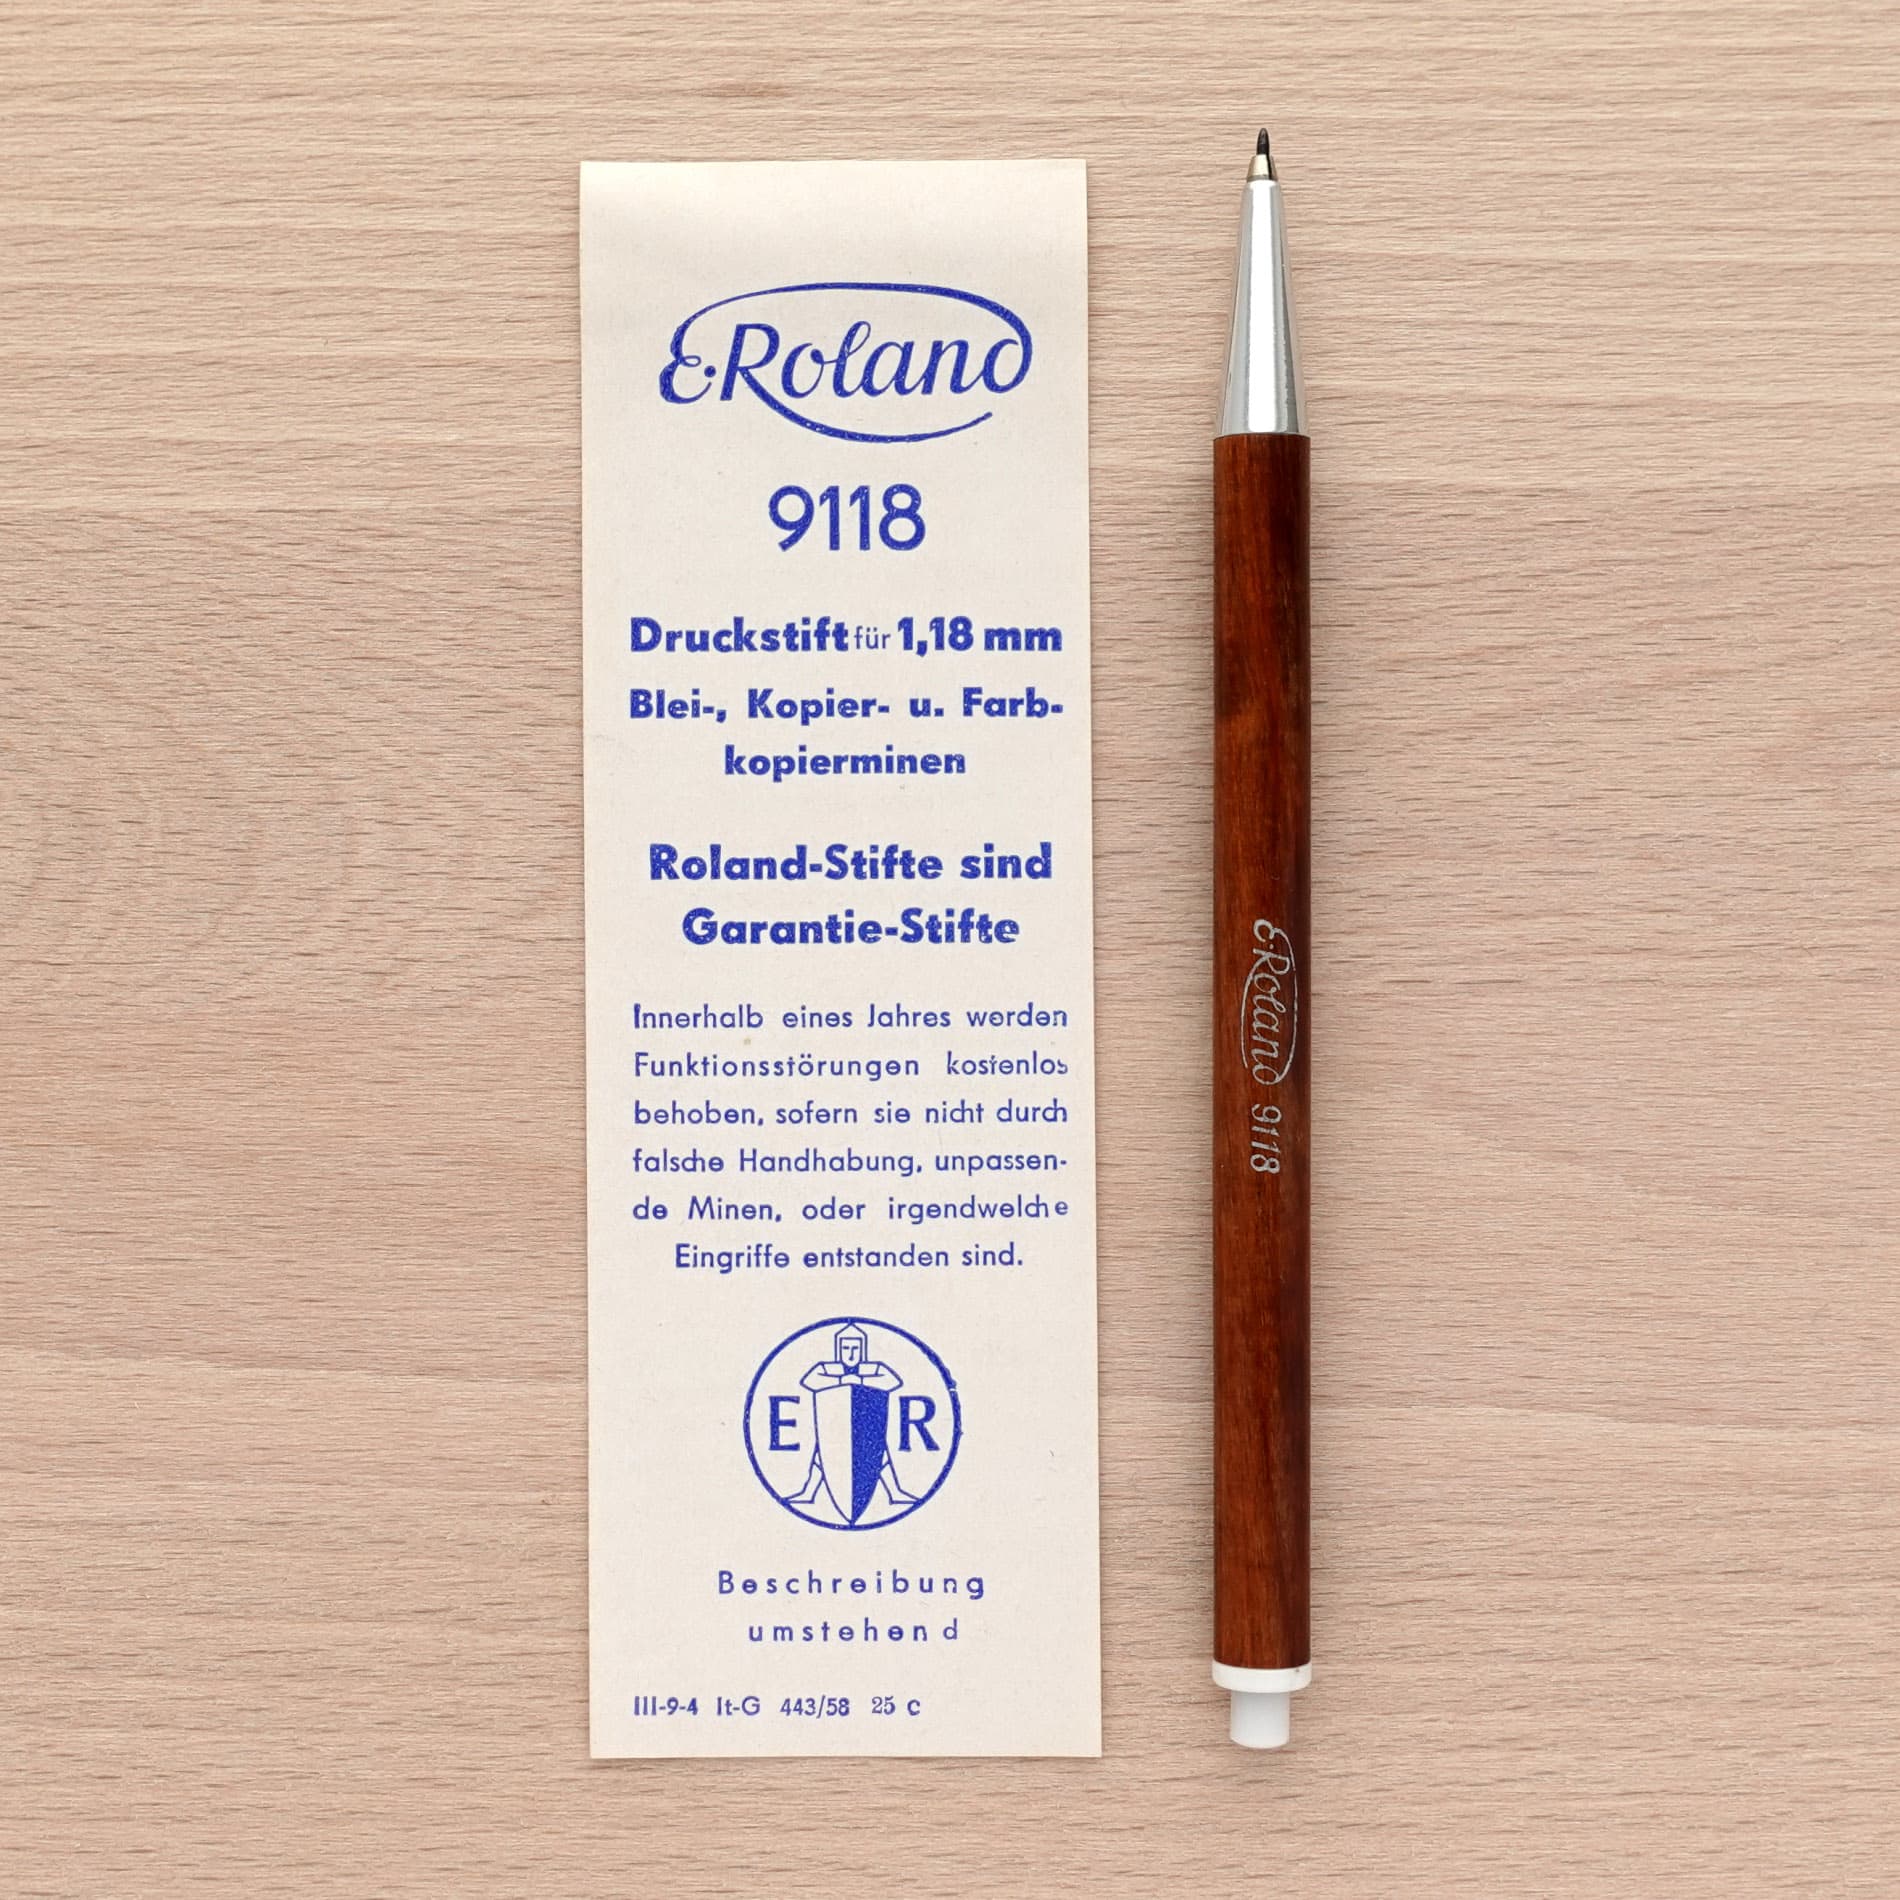 E·Roland
9118
Druckstift für 1,18 mm
Blei-, Kopier- u. Farb-
kopierminen
Roland-Stifte sind
Garantie-Stifte
Innerhalb eines Jahres werden
Funktionsstörungen kostenlos
behoben, sofern sie nicht durch
falsche Handhabung, unpassen-
de Minen, oder irgendwelche
Eingriffe entstanden sind.
E R
Beschreibung
umstehend
III-9-4 It-G 443/58 25 c
E·Roland 9118